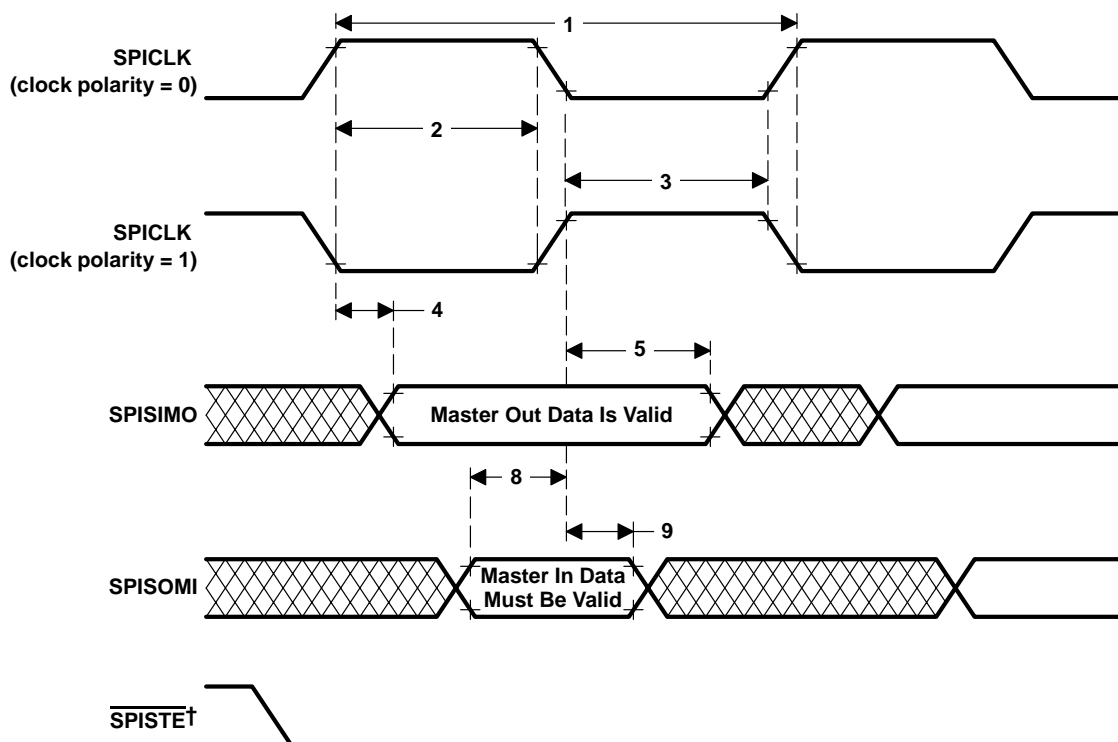 1
SPICLK
(clock polarity = 0)
2
3
SPICLK
(clock polarity = 1)
4
5
SPISIMO
Master Out Data Is Valid
8
9
SPISOMI
Master In Data
Must Be Valid
SPISTE†